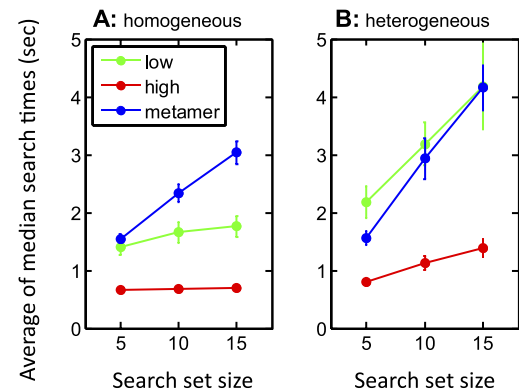 A: homogeneous
B: heterogeneous
Average of median search times (sec)
5
4
3
2
1
0
low
high
metamer
5 10 15
Search set size
5
4
3
2
1
0
5 10 15
Search set size